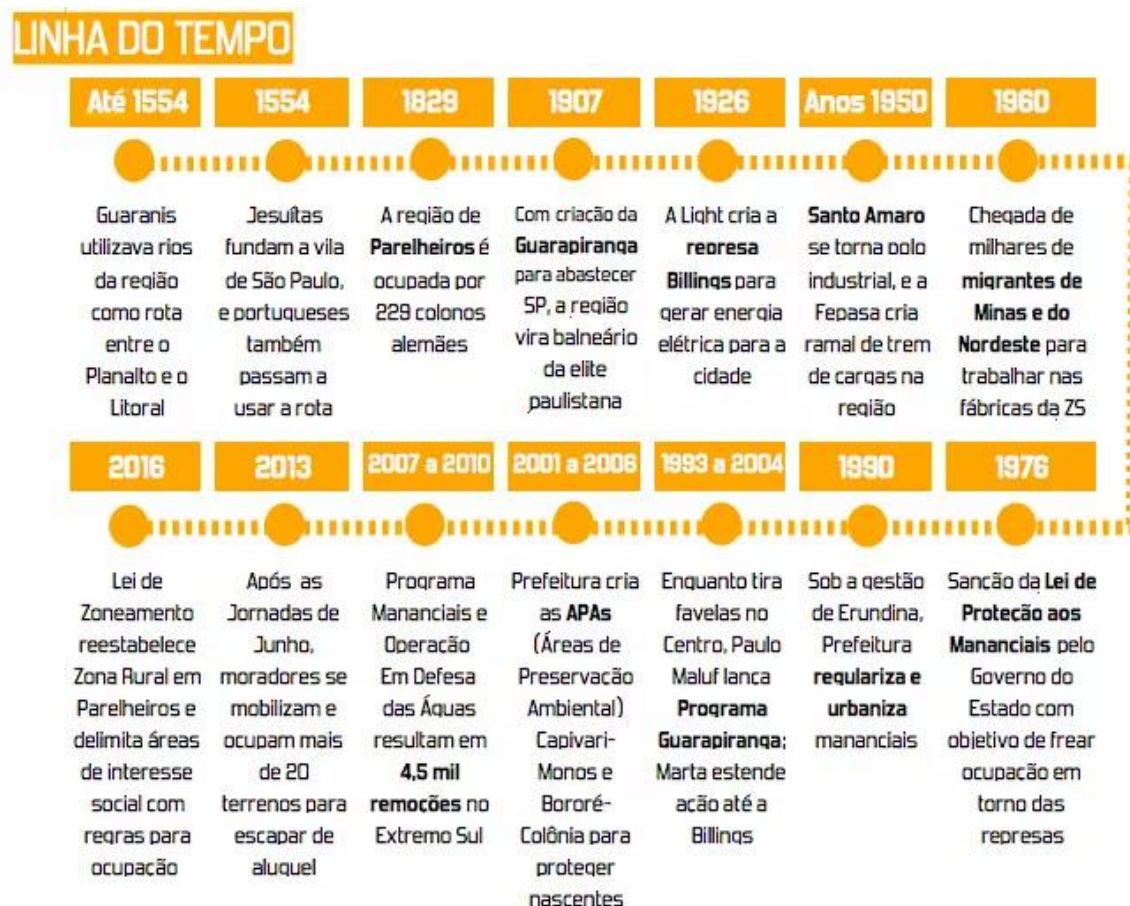 LINHA DO TEMPO
Até 1554
Guaranis
utilizava rios
da região
como rota
entre o
Planalto e o
Litoral
1554
Jesuítas
fundam a vila
de São Paulo,
e portugueses
também
passam a
usar a rota
1829
A região de
Parelheiros é
ocupada por
229 colonos
alemães
1907
Com criação da
Guarapiranga
para abastecer
SP, a região
vira balneário
da elite
paulistana
1926
A Light cria a
represa
Billings para
gerar energia
elétrica para a
cidade
Anos 1950
Santo Amaro
se torna polo
industrial, e a
Fepasa cria
ramal de trem
de cargas na
região
1960
Chegada de
milhares de
migrantes de
Minas e do
Nordeste para
trabalhar nas
fábricas da ZS
1976
Sanção da Lei de
Proteção aos
Mananciais pelo
Governo do
Estado com
objetivo de frear
ocupação em
torno das
represas
1990
Sob a gestão
de Erundina,
Prefeitura
regulariza e
urbaniza
mananciais
1993 a 2004
Enquanto tira
favelas no
Centro, Paulo
Maluf lança
Programa
Guarapiranga;
Marta estende
ação até a
Billings
2001 a 2006
Prefeitura cria
as APAs
(Áreas de
Preservação
Ambiental)
Capivari-
Monos e
Bororé-
Colônia para
proteger
nascentes
2007 a 2010
Programa
Mananciais e
Operação
Em Defesa
das Águas
resultam em
4,5 mil
remoções no
Extremo Sul
2013
Após as
Jornadas de
Junho,
moradores se
mobilizam e
ocupam mais
de 20
terrenos para
escapar de
aluguel
2016
Lei de
Zoneamento
reestabelece
Zona Rural em
Parelheiros e
delimita áreas
de interesse
social com
regras para
ocupação